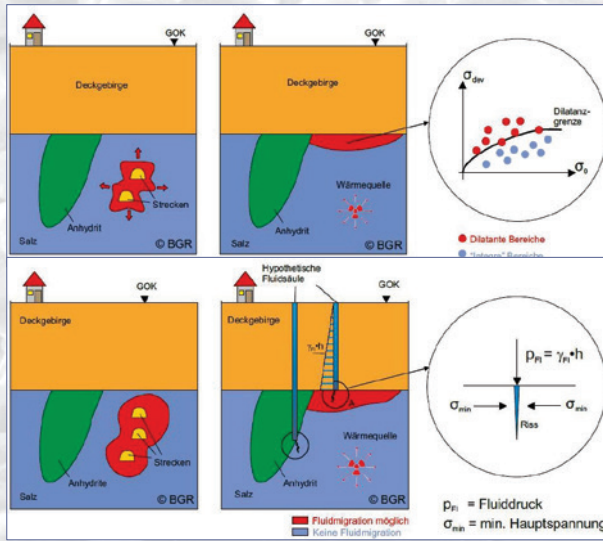 GOK
Deckgebirge
Strecken
Anhydrit
Salz
© BGR
GOK
Deckgebirge
Wärmequelle
Anhydrit
Salz
© BGR
σdev
Dilatanz-
grenze
σ0
Dilatante Bereiche
"Integre" Bereiche
GOK
Deckgebirge
Strecken
Anhydrite
Salz
© BGR
Hypothetische
Fluidsäule
GOK
Deckgebirge
γFl•h
A
Wärmequelle
Anhydrit
Salz
© BGR
Fluidmigration möglich
Keine Fluidmigration
pFl = γFl•h
σmin
σmin
Riss
pFl = Fluiddruck
σmin = min. Hauptspannung